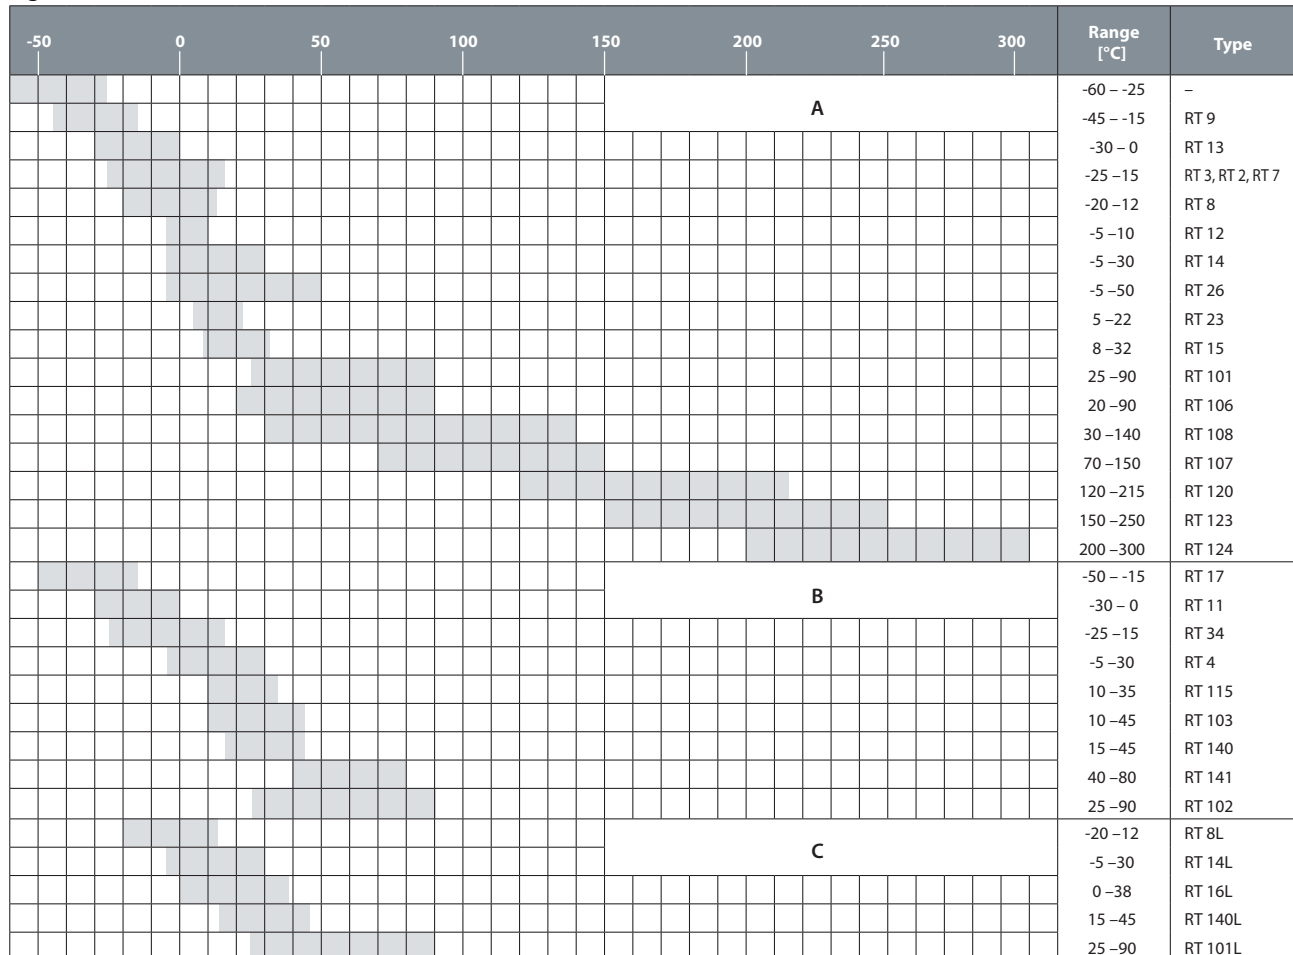 -50 0 50 100 150 200 250 300 Range [°C] Type
A
-60 – -25 –
-45 – -15 RT 9
-30 – 0 RT 13
-25 –15 RT 3, RT 2, RT 7
-20 –12 RT 8
-5 –10 RT 12
-5 –30 RT 14
-5 –50 RT 26
5 –22 RT 23
8 –32 RT 15
25 –90 RT 101
20 –90 RT 106
30 –140 RT 108
70 –150 RT 107
120 –215 RT 120
150 –250 RT 123
200 –300 RT 124
B
-50 – -15 RT 17
-30 – 0 RT 11
-25 –15 RT 34
-5 –30 RT 4
10 –35 RT 115
10 –45 RT 103
15 –45 RT 140
40 –80 RT 141
25 –90 RT 102
C
-20 –12 RT 8L
-5 –30 RT 14L
0 –38 RT 16L
15 –45 RT 140L
25 –90 RT 101L